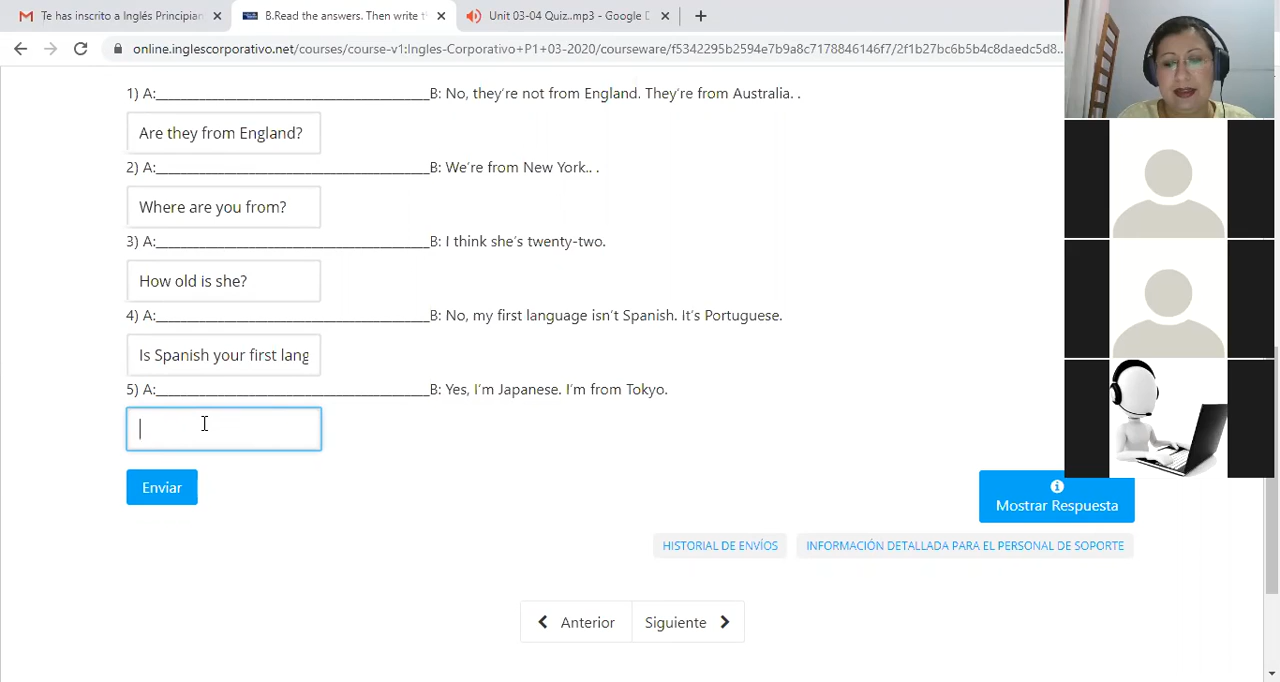 Te has inscrito a Inglés Principian
B.Read the answers. Then write t
Unit 03-04 Quiz..mp3 - Google D
online.inglescorporativo.net/courses/course-v1:Ingles-Corporativo+P1+03-2020/courseware/f5342295b2594e7b9a8c7178846146f7/2f1b27bc6b5b4c8daedc5d8...
1) A:___________________________________B: No, they're not from England. They're from Australia. .
Are they from England?
2) A:___________________________________B: We're from New York.. .
Where are you from?
3) A:___________________________________B: I think she's twenty-two.
How old is she?
4) A:___________________________________B: No, my first language isn't Spanish. It's Portuguese.
Is Spanish your first lang
5) A:___________________________________B: Yes, I'm Japanese. I'm from Tokyo.
Enviar
Mostrar Respuesta
HISTORIAL DE ENVÍOS
INFORMACIÓN DETALLADA PARA EL PERSONAL DE SOPORTE
Anterior
Siguiente